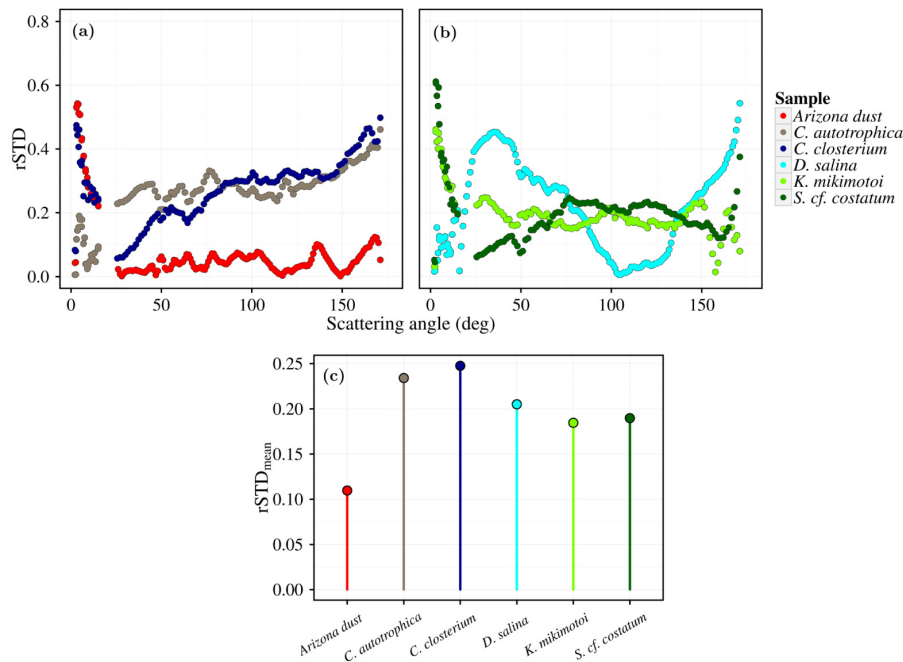 (a)
(b)
0.8
0.6
0.4
0.2
0.0
rSTD
0 50 100 150
0 50 100 150
Scattering angle (deg)
Sample
Arizona dust
C. autotrophica
C. closterium
D. salina
K. mikimotoi
S. cf. costatum
(c)
0.25
0.20
0.15
0.10
0.05
0.00
rSTDmean
Arizona dust
C. autotrophica
C. closterium
D. salina
K. mikimotoi
S. cf. costatum